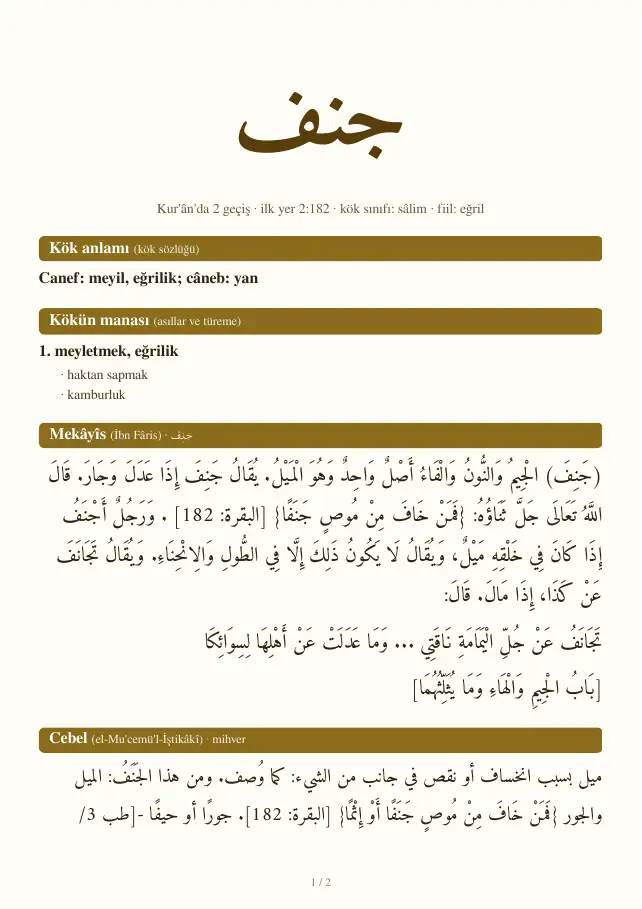 جنف
Kur'ân'da 2 geçiş · ilk yer 2:182 · kök sınıfı: sâlim · fiil: eğril
Kök anlamı (kök sözlüğü)
Canef: meyil, eğrilik; câneb: yan
Kökün manası (asıllar ve türeme)
1. meyletmek, eğrilik
· haktan sapmak
· kamburluk
Mekâyîs (İbn Fâris) · جَنِفَ
(جَنِفَ) الْجِيمُ وَالنُّونُ وَالْفَاءُ أَصْلٌ وَاحِدٌ وَهُوَ الْمَيْلُ. يُقَالُ جَنِفَ إِذَا عَدَلَ وَجَارَ. قَالَ
اللَّهُ تَعَالَى جَلَّ ثَنَاؤُهُ: {فَمَنْ خَافَ مِنْ مُوصٍ جَنَفًا} [البقرة: 182] . وَرَجُلٌ أَجْنَفُ
إِذَا كَانَ فِي خَلْقِهِ مَيْلٌ، وَيُقَالُ لَا يَكُونُ ذَلِكَ إِلَّا فِي الطُّولِ وَالِانْحِنَاءِ. وَيُقَالُ تَجَانَفَ
عَنْ كَذَا، إِذَا مَالَ. قَالَ:
تَجَانَفُ عَنْ جُلِّ الْيَمَامَةِ نَاقَتِي ... وَمَا عَدَلَتْ عَنْ أَهْلِهَا لِسِوَائِكَا
[بَابُ الْجِيمِ وَالْهَاءِ وَمَا يُثَلِّثُهُمَا]
Cebel (el-Mu'cemü'l-İştikâkî) · mihver
ميل بسبب انخساف أو نقص في جانب من الشيء: كما وُصف. ومن هذا الجَنَفُ: الميل
والجور {فَمَنْ خَافَ مِنْ مُوصٍ جَنَفًا أَوْ إِثْمًا} [البقرة: 182]. جورًا أو حيفًا -[طب 3/
1 / 2